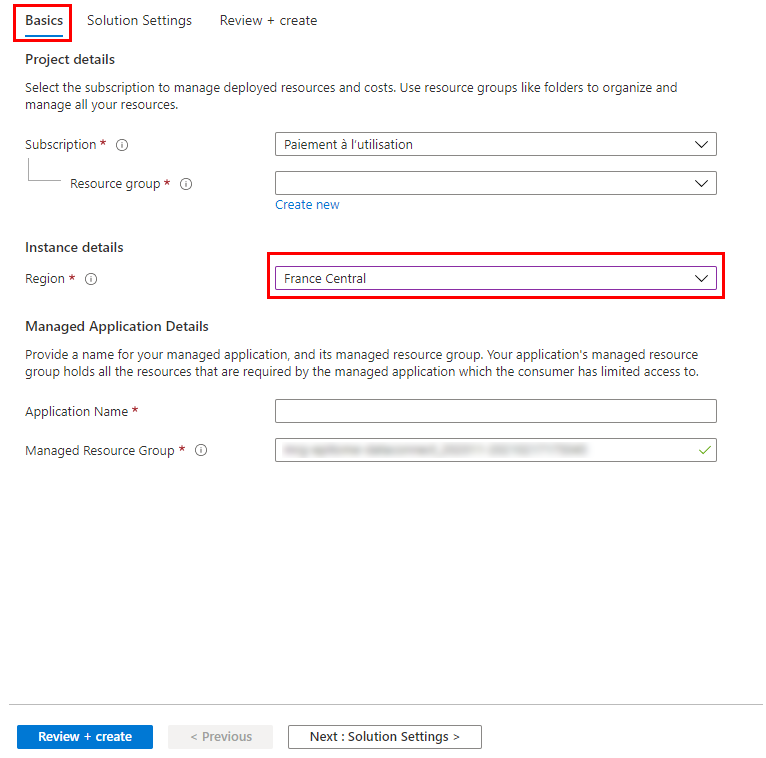 Basics Solution Settings Review + create
Project details
Select the subscription to manage deployed resources and costs. Use resource groups like folders to organize and
manage all your resources.
Subscription * Paiement à l'utilisation
Resource group *
Create new
Instance details
Region * France Central
Managed Application Details
Provide a name for your managed application, and its managed resource group. Your application's managed resource
group holds all the resources that are required by the managed application which the consumer has limited access to.
Application Name *
Managed Resource Group *
Review + create < Previous Next : Solution Settings >